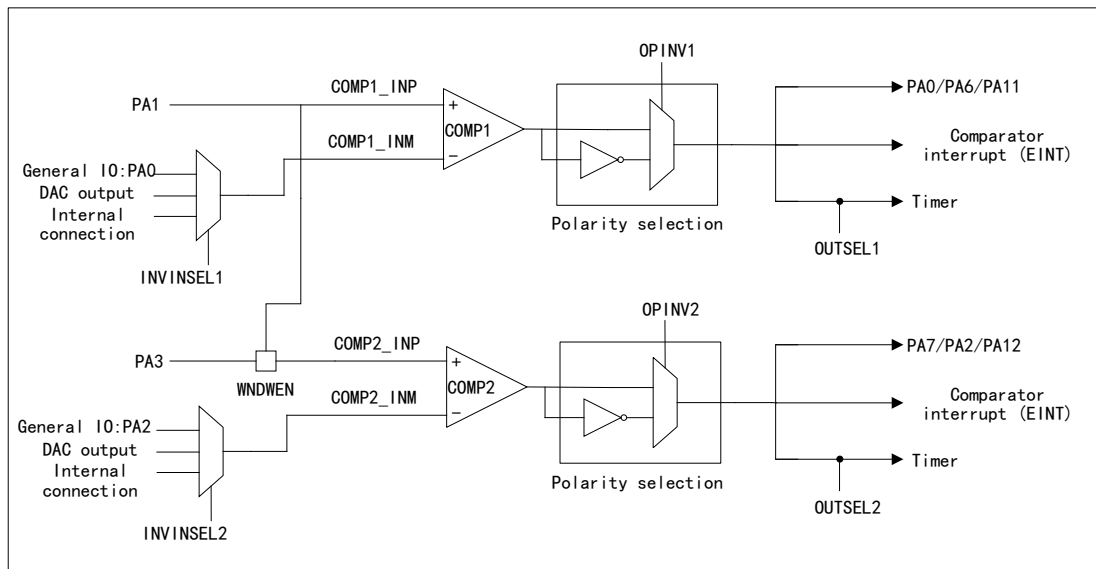 OPINV1
PA1
COMP1_INP
+
COMP1
PA0/PA6/PA11
COMP1_INM
−
Comparator
interrupt (EINT)
General IO:PA0
DAC output
Internal
connection
Timer
Polarity selection
OUTSEL1
INVINSEL1
OPINV2
PA3
COMP2_INP
+
COMP2
PA7/PA2/PA12
WNDWEN
COMP2_INM
−
Comparator
interrupt (EINT)
General IO:PA2
DAC output
Internal
connection
Timer
Polarity selection
OUTSEL2
INVINSEL2